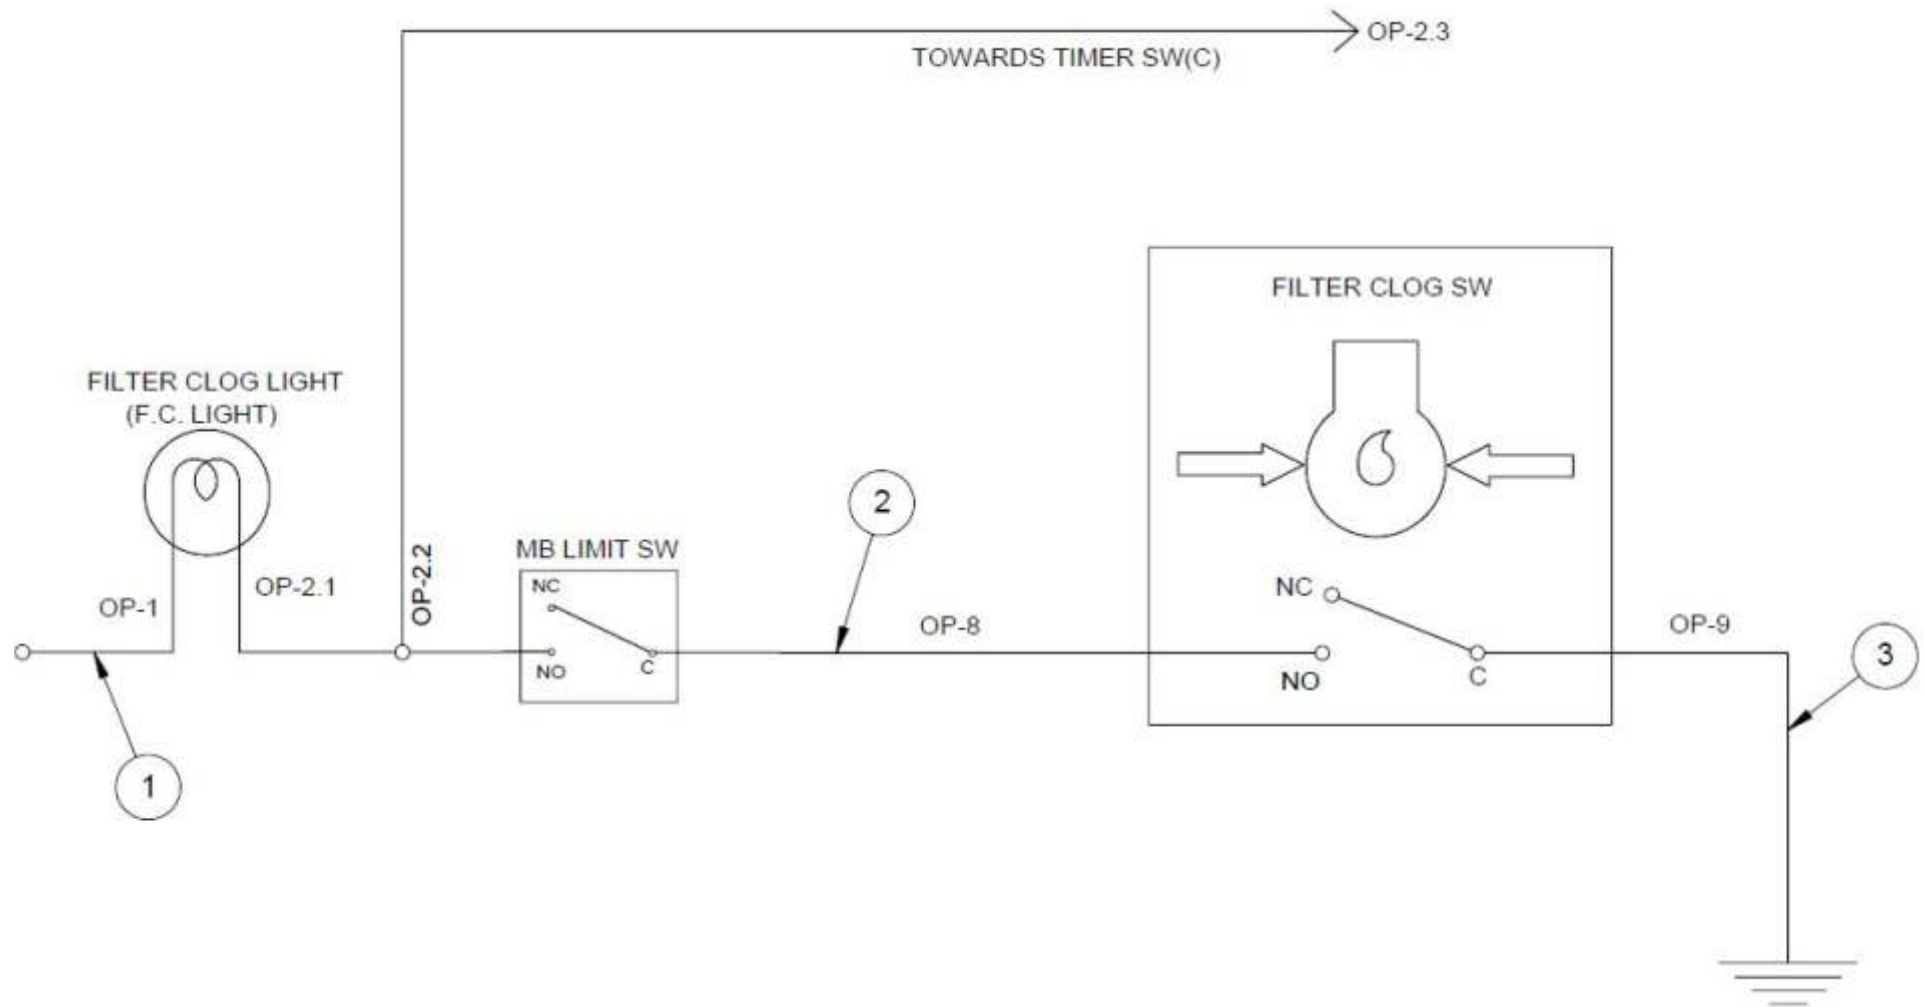 OP-2.3
TOWARDS TIMER SW(C)
FILTER CLOG SW
FILTER CLOG LIGHT
(F.C. LIGHT)
2
OP-2.2
MB LIMIT SW
NC
NO
C
OP-1
OP-2.1
OP-8
NC
NO
C
OP-9
3
1